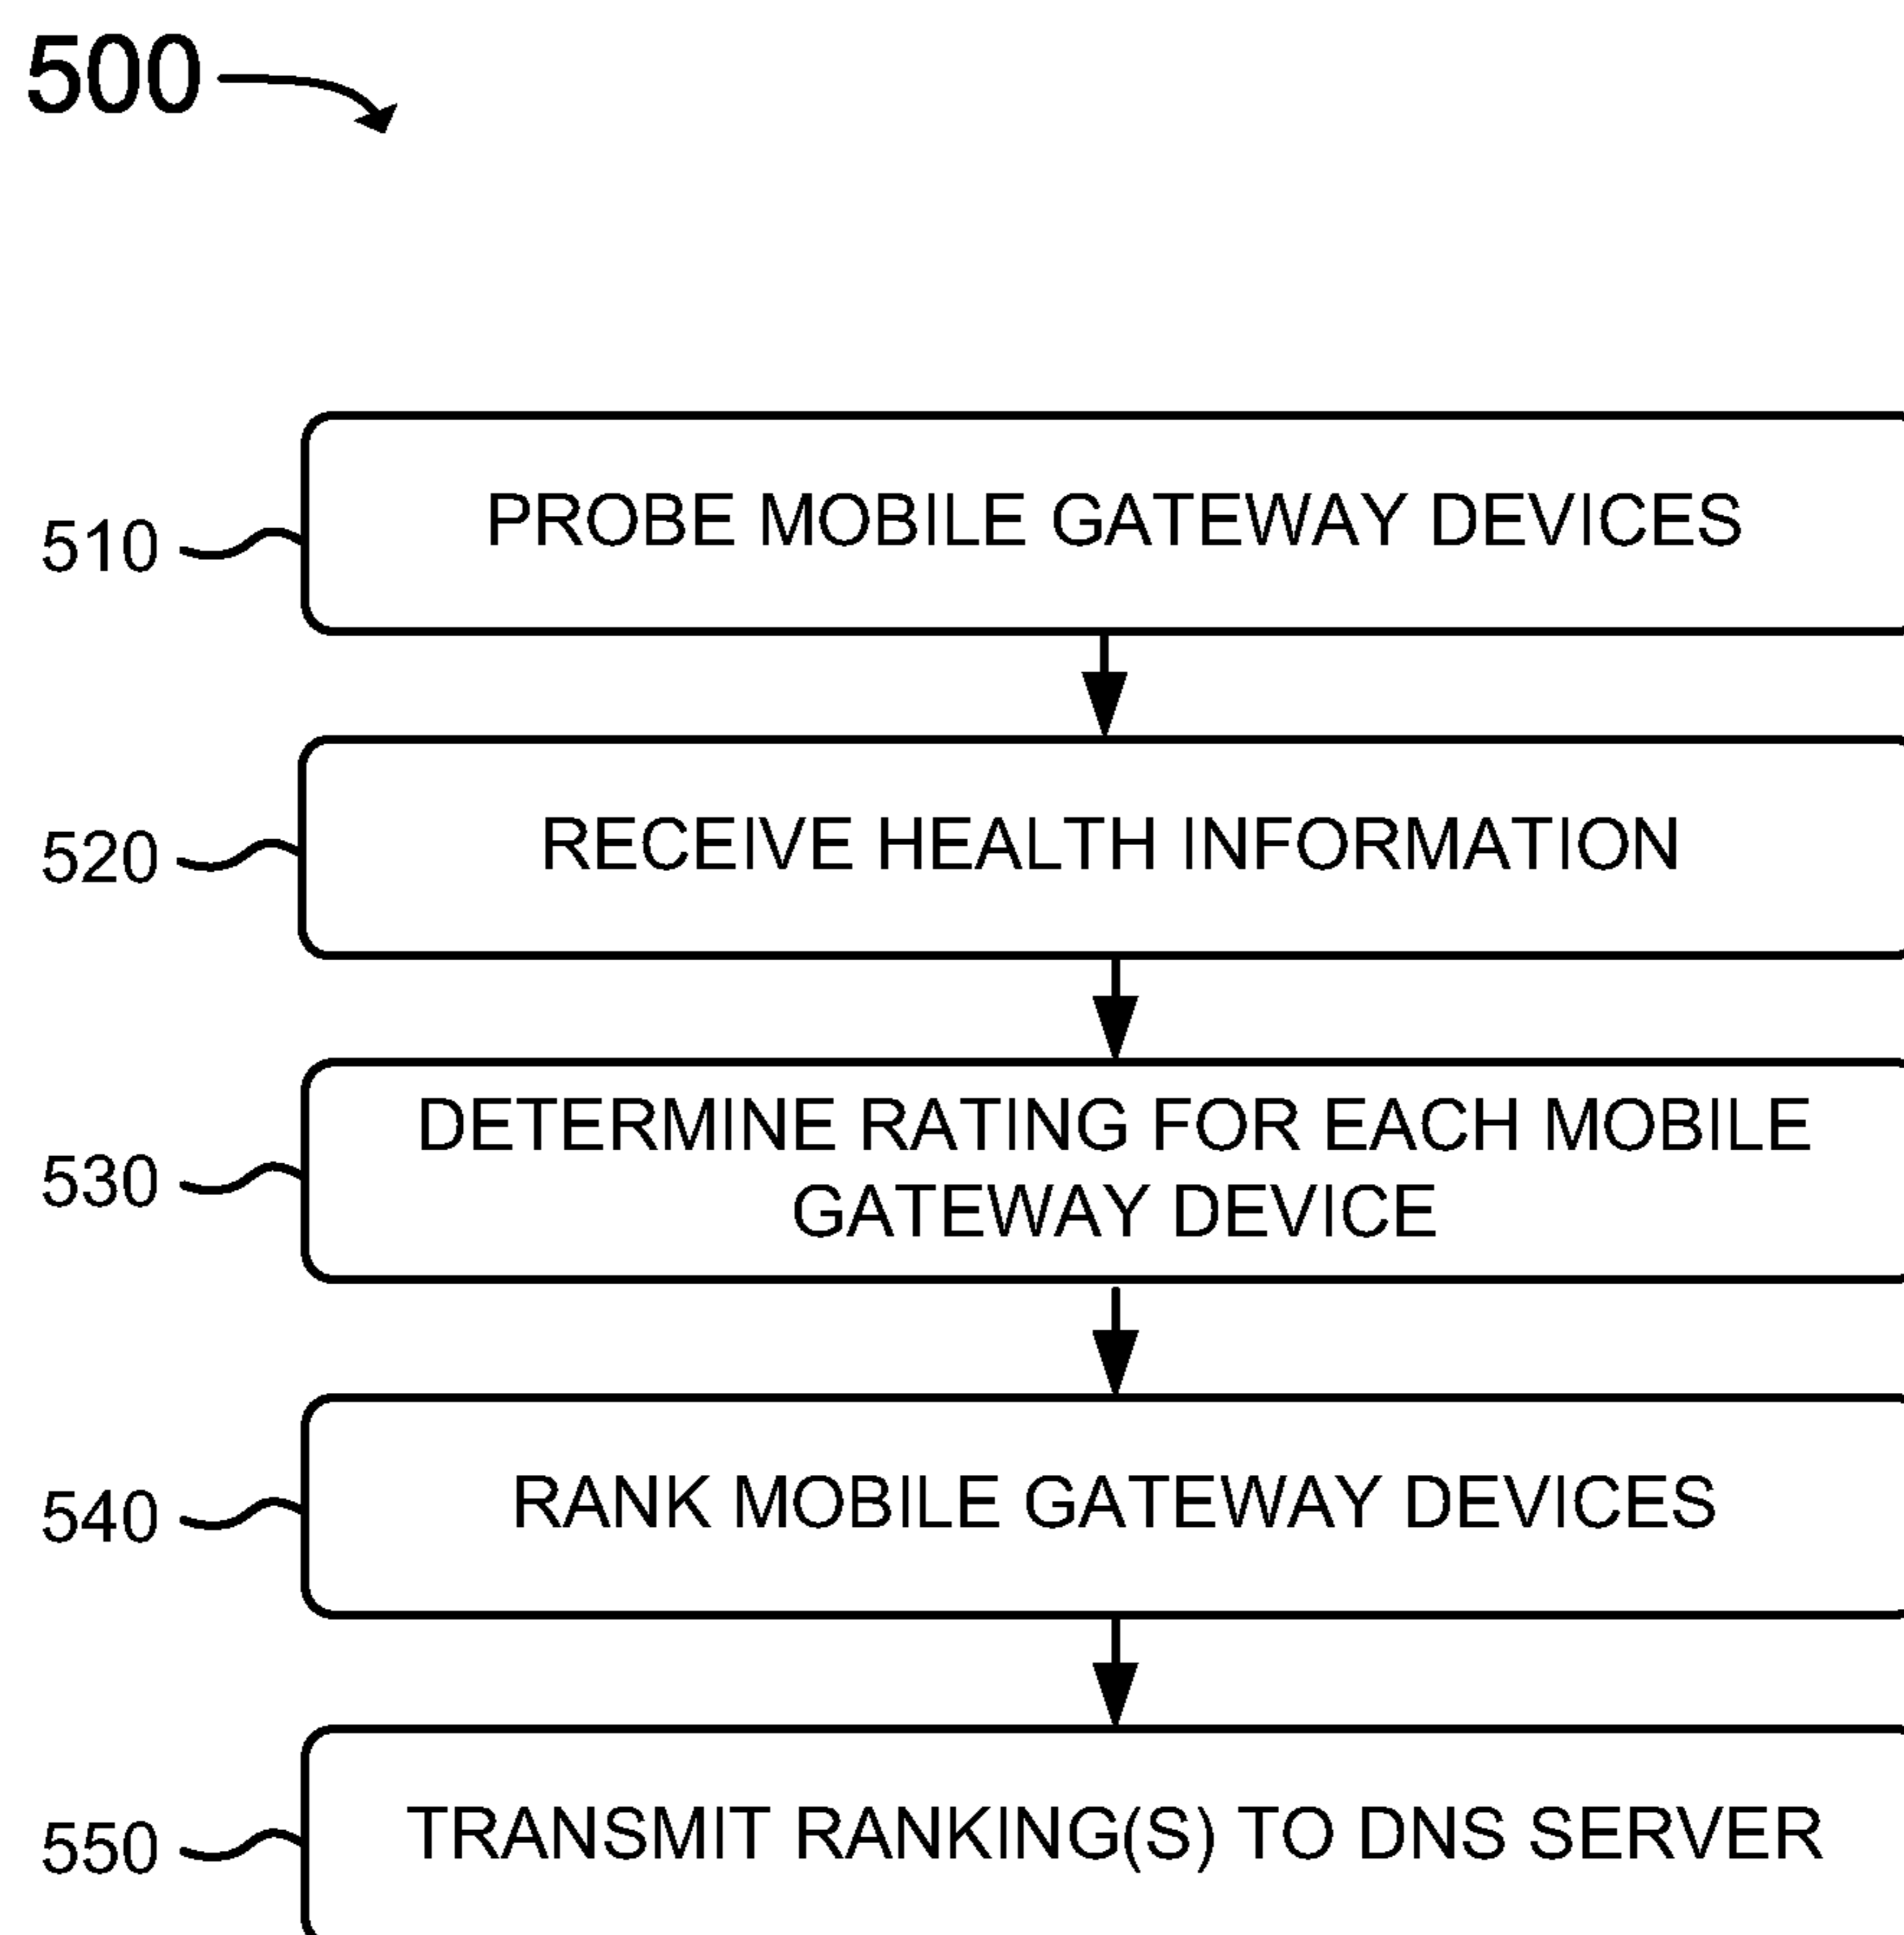 500
510
PROBE MOBILE GATEWAY DEVICES
520
RECEIVE HEALTH INFORMATION
530
DETERMINE RATING FOR EACH MOBILE
GATEWAY DEVICE
540
RANK MOBILE GATEWAY DEVICES
550
TRANSMIT RANKING(S) TO DNS SERVER